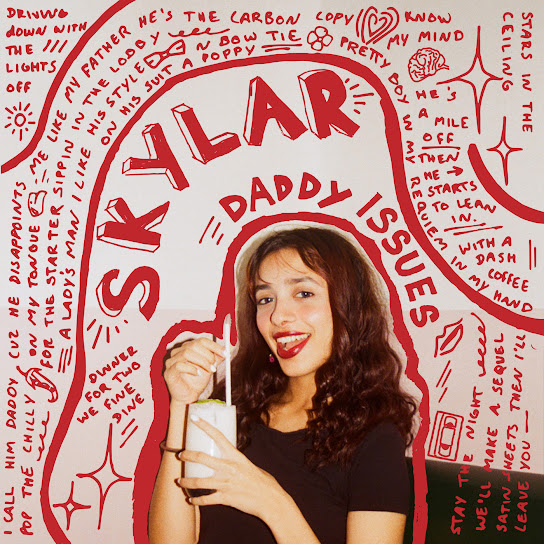 DRIVING
down WITH
THE
LIGHTS
OFF
I CALL HIM DADDY CUZ HE DISAPPOINTS ME LIKE MY FATHER HE'S THE CARBON COPY
POP THE CHILLY ON MY TONGUE
FOR THE STARTER SIPPIN IN THE LOBBY
A LADY'S MAN I LIKE HIS STYLE N BOW TIE
ON HIS SUIT A POPPY
PRETTY BOY IN MY REQUIEM IN MY HAND
I KNOW
MY MIND
HE'S
A MILE
OFF
THEN
HE
STARTS
TO LEAN
IN.
WITH A
DASH
COFFEE
STARS IN THE
CEILING
SKYLAR
DADDY ISSUES
DINNER
FOR TWO
WE FINE
DINE
STAY THE NIGHT
WE'LL MAKE A SEQUEL
SATIN SHEETS THEN I'LL
LEAVE YOU